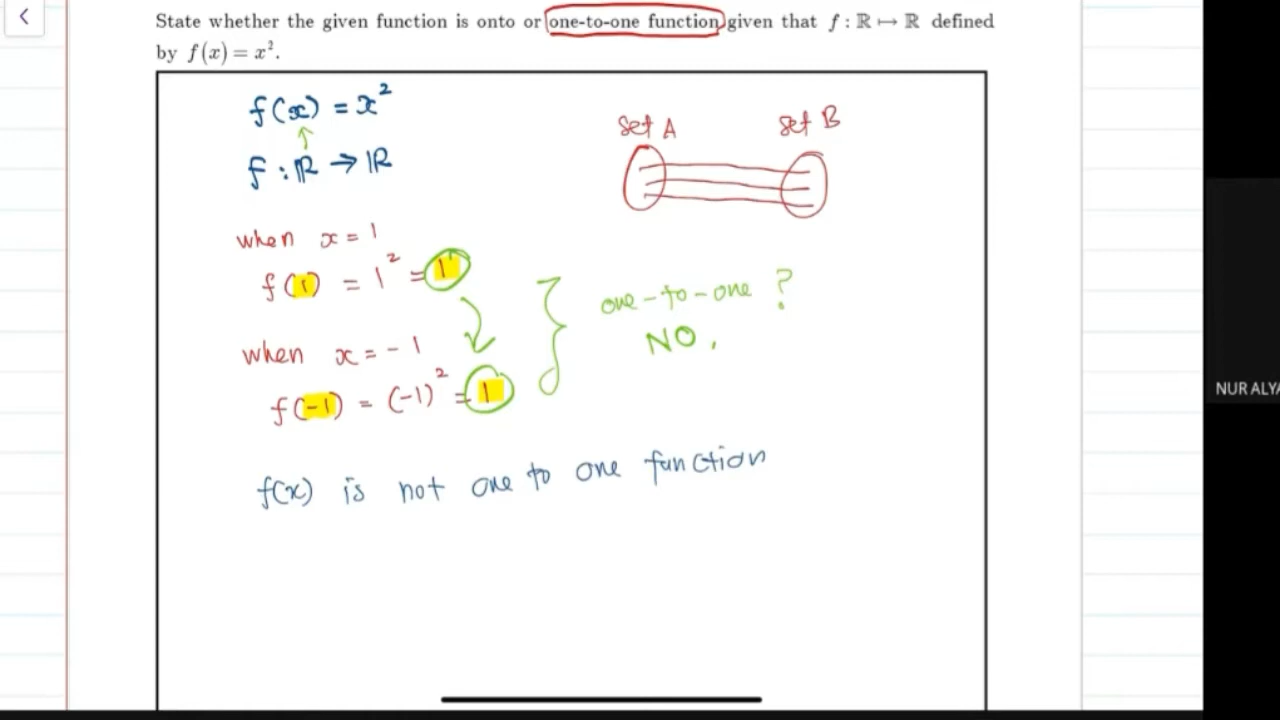 State whether the given function is onto or one-to-one function given that f : ℝ ↦ ℝ defined
by f(x) = x².
f(x) = x²
f : ℝ → ℝ
Set A
Set B
when x = 1
f(1) = 1² = 1
when x = -1
f(-1) = (-1)² = 1
one-to-one ?
NO.
f(x) is not one to one function
NUR ALYA